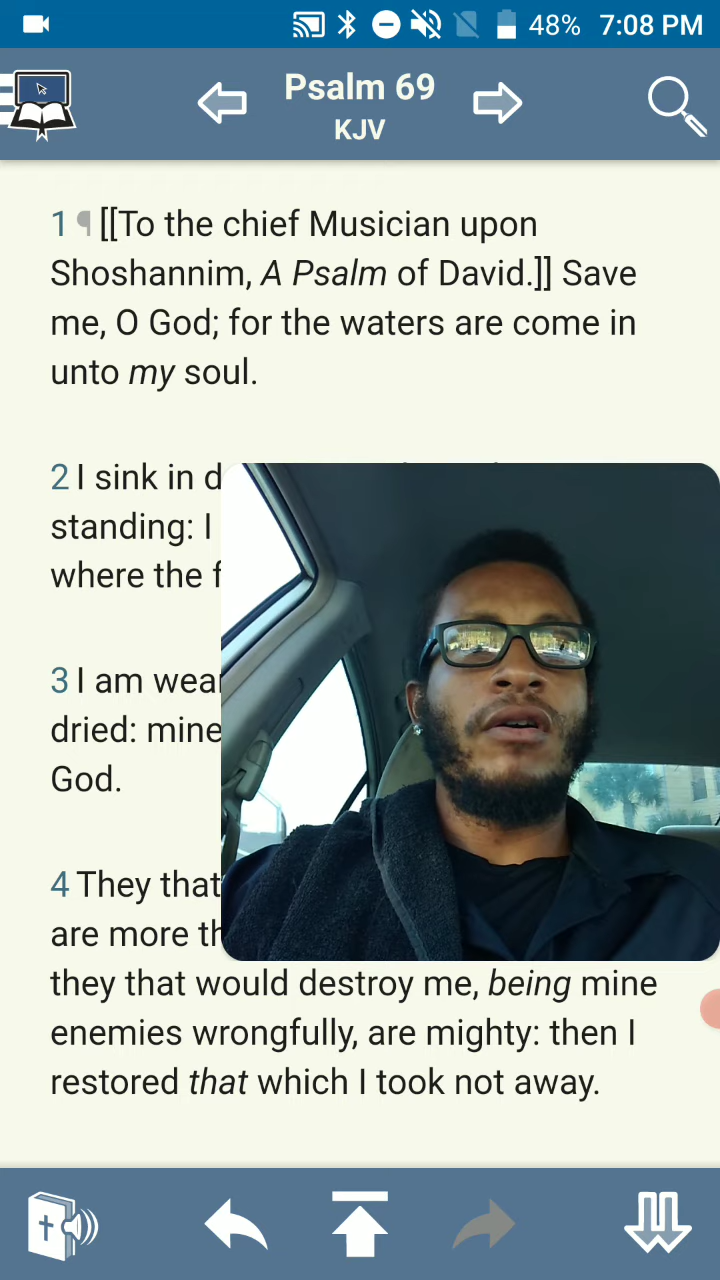 48% 7:08 PM
Psalm 69
KJV
1 ¶ [[To the chief Musician upon
Shoshannim, A Psalm of David.]] Save
me, O God; for the waters are come in
unto my soul.
2 I sink in d
standing: I
where the f
3 I am wea
dried: mine
God.
4 They that
are more th
they that would destroy me, being mine
enemies wrongfully, are mighty: then I
restored that which I took not away.